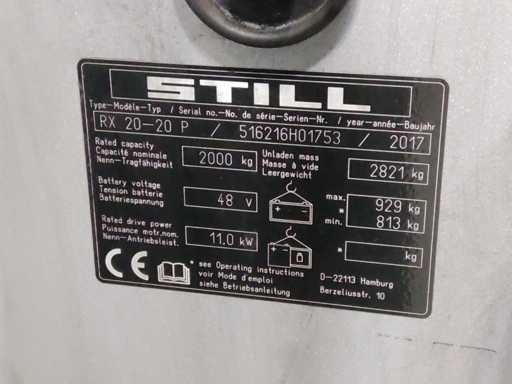 STILL
Type-Modèle-Typ / Serial no.-No. de série-Serien-Nr. / year-année-Baujahr
RX 20-20 P / 516216H01753 / 2017
Rated capacity
Capacité nominale
Nenn-Tragfähigkeit
2000 kg
Unladen mass
Masse à vide
Leergewicht
2821 kg
Battery voltage
Tension batterie
Batteriespannung
48 V
max. 929 kg
*
min. 813 kg
Rated drive power
Puissance motr.nom.
Nenn-Antriebsleist.
11.0 kW
* kg
CE
* see Operating instructions
voir Mode d'emploi
siehe Betriebsanleitung
D-22113 Hamburg
Berzeliusstr. 10